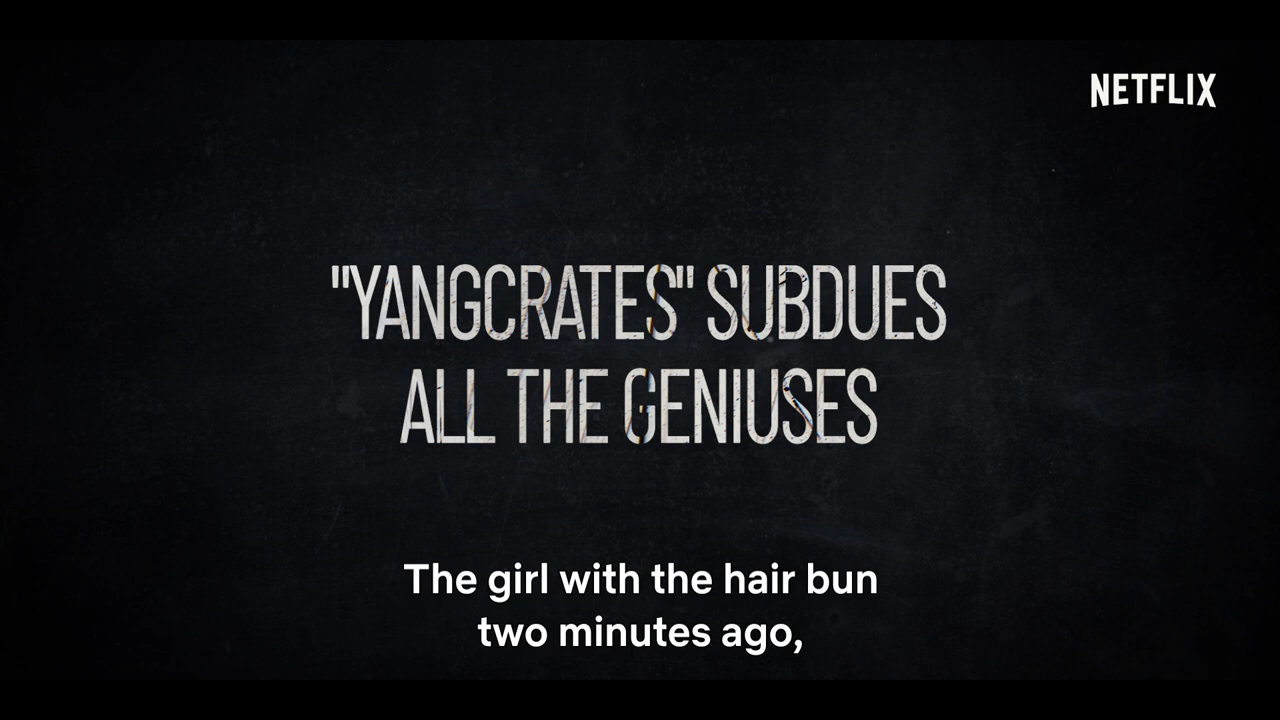 NETFLIX
"YANGCRATES" SUBDUES
ALL THE GENIUSES
The girl with the hair bun
two minutes ago,